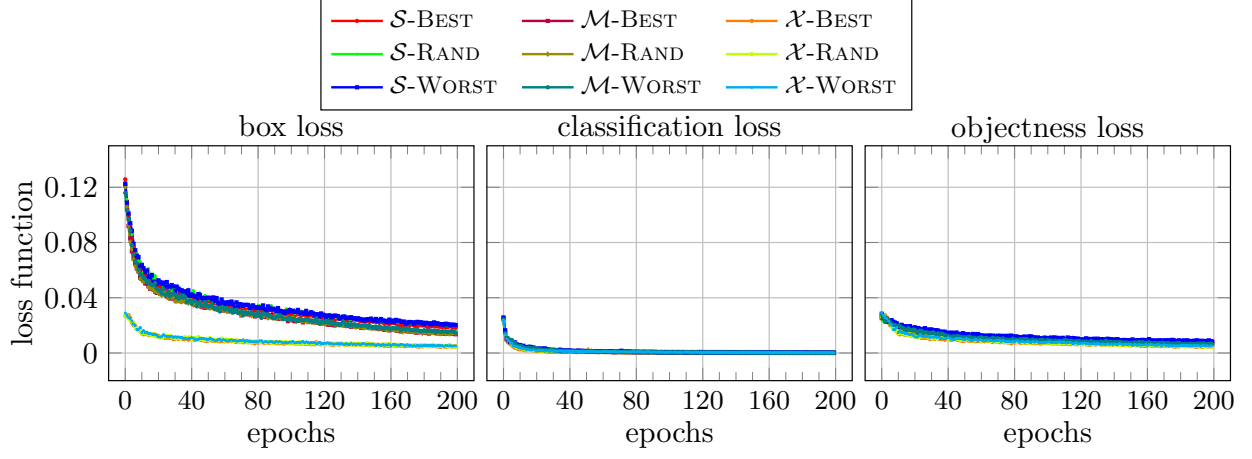 𝒮-BEST ℳ-BEST 𝒳-BEST
𝒮-RAND ℳ-RAND 𝒳-RAND
𝒮-WORST ℳ-WORST 𝒳-WORST
box loss
classification loss
objectness loss
loss function
0.12
0.08
0.04
0
0 40 80 120 160 200
0 40 80 120 160 200
0 40 80 120 160 200
epochs
epochs
epochs